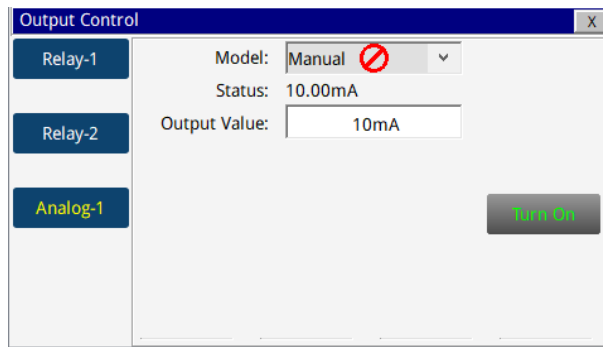 Output Control
X
Relay-1
Relay-2
Analog-1
Model: Manual
Status: 10.00mA
Output Value: 10mA
Turn On